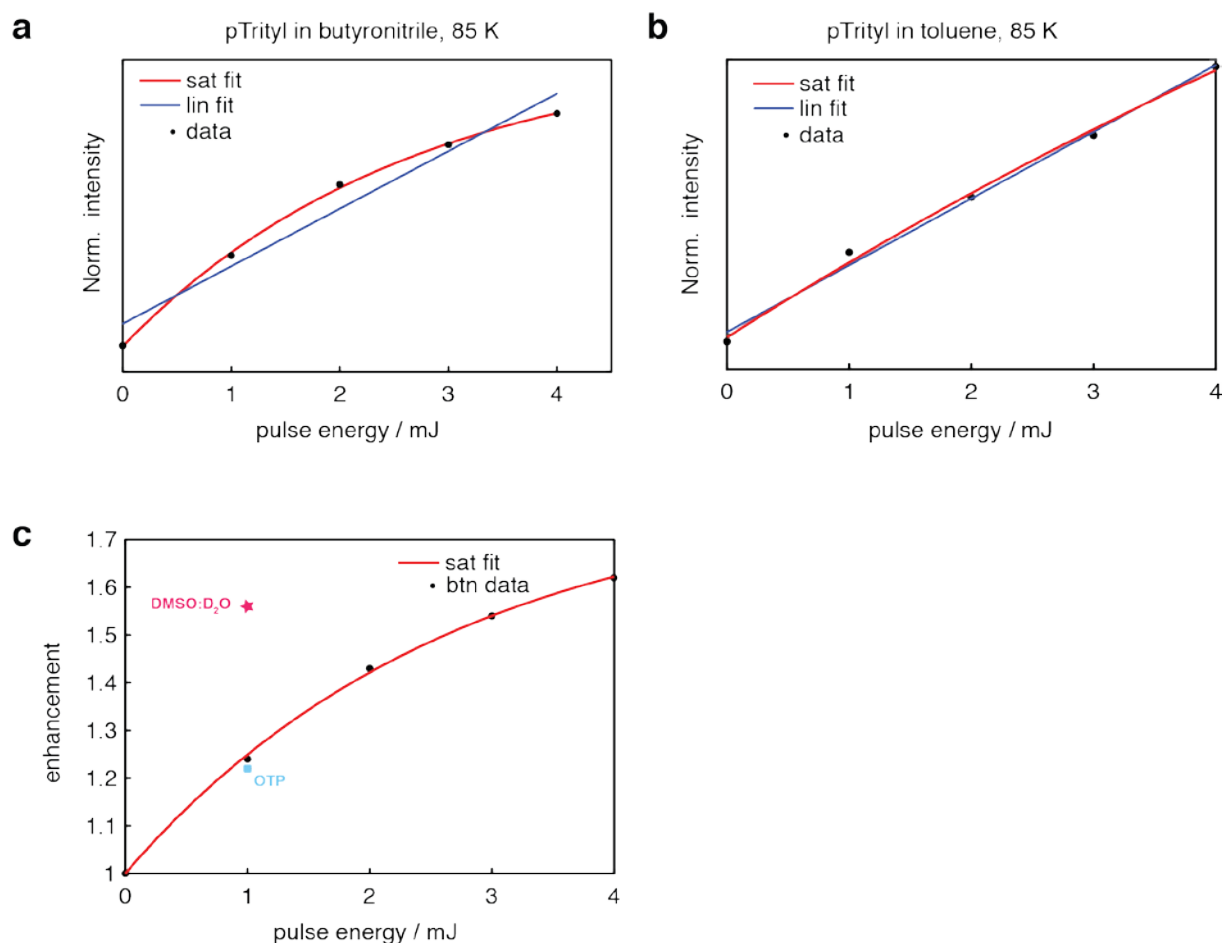 a
pTrityl in butyronitrile, 85 K
sat fit
lin fit
data
Norm. intensity
0 1 2 3 4
pulse energy / mJ
b
pTrityl in toluene, 85 K
sat fit
lin fit
data
Norm. intensity
0 1 2 3 4
pulse energy / mJ
c
1.7
1.6
1.5
1.4
1.3
1.2
1.1
1
enhancement
sat fit
btn data
DMSO:D₂O
OTP
0 1 2 3 4
pulse energy / mJ